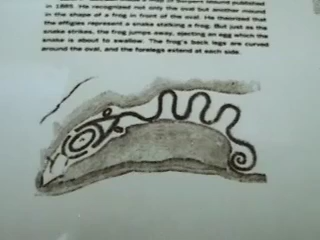 in 1885. He recognized not only the oval but another mound
in the shape of a frog in front of the oval. He theorized that
the effigies represent a snake stalking a frog. But just as the
snake strikes, the frog jumps away, ejecting an egg which the
snake is about to swallow. The frog's back legs are curved
around the oval, and the forelegs extend at each side.